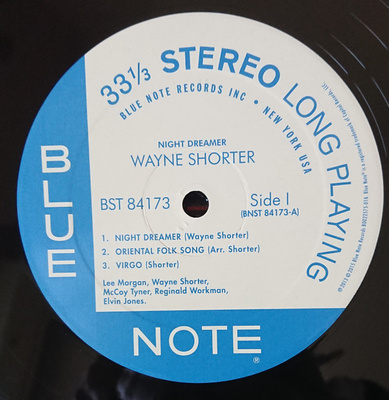 33⅓ STEREO LONG PLAYING
BLUE NOTE RECORDS INC • NEW YORK USA
NIGHT DREAMER
WAYNE SHORTER
BST 84173
Side I
(BNST 84173-A)
1. NIGHT DREAMER (Wayne Shorter)
2. ORIENTAL FOLK SONG (Arr. Shorter)
3. VIRGO (Shorter)
Lee Morgan, Wayne Shorter,
McCoy Tyner, Reginald Workman,
Elvin Jones.
BLUE
NOTE®